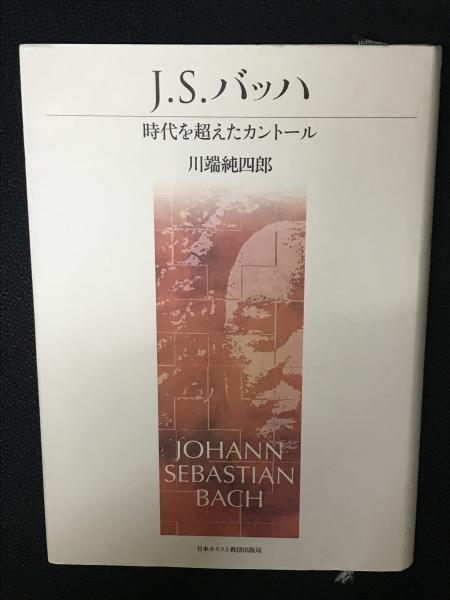 J.S.バッハ
時代を超えたカントール
川端純四郎
JOHANN
SEBASTIAN
BACH
日本キリスト教団出版局